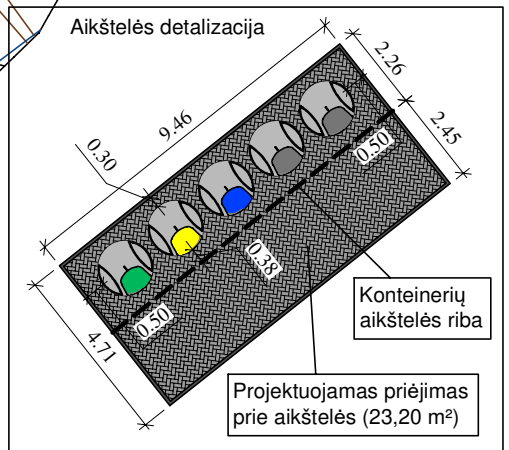 Aikštelės detalizacija
2.26
9.46
2.45
0.30
0.50
0.38
0.50
4.71
Konteinerių
aikštelės riba
Projektuojamas priėjimas
prie aikštelės (23,20 m²)